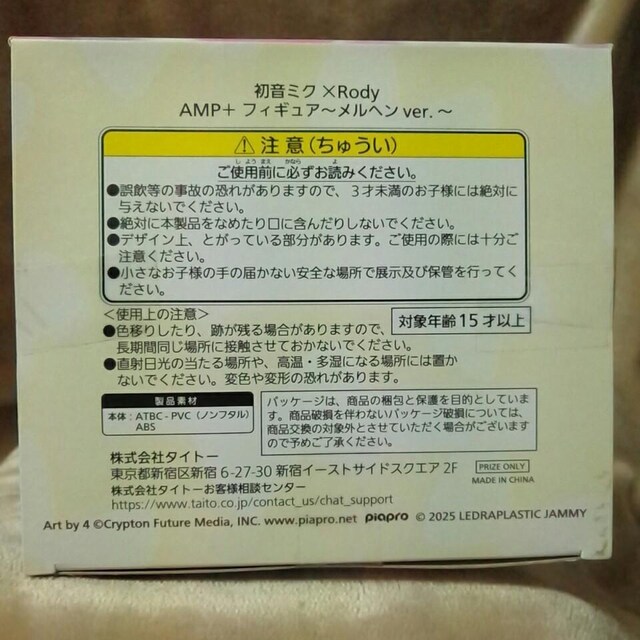 初音ミク×Rody
AMP+ フィギュア~メルヘン ver. ~
⚠注意(ちゅうい)
しようまえ かなら よ
ご使用前に必ずお読みください。
●誤飲等の事故の恐れがありますので、3才未満のお子様には絶対に
与えないでください。
●絶対に本製品をなめたり口に含んだりしないでください。
●デザイン上、とがっている部分があります。ご使用の際には十分ご
注意ください。
●小さなお子様の手の届かない安全な場所で展示及び保管を行ってく
ださい。
<使用上の注意>
●色移りしたり、跡が残る場合がありますので、
長期間同じ場所に接触させておかないでください。
●直射日光の当たる場所や、高温・多湿になる場所には置か
ないでください。変色や変形の恐れがあります。
対象年齢15才以上
製品素材
本体:ATBC-PVC(ノンフタル)
ABS
パッケージは、商品の梱包と保護を目的としていま
す。商品破損を伴わないパッケージ破損については、
商品交換の対象外とさせていただく場合がございます
ので予めご了承ください。
株式会社タイトー
東京都新宿区新宿 6-27-30 新宿イーストサイドスクエア 2F
株式会社タイトーお客様相談センター
https://www.taito.co.jp/contact_us/chat_support
PRIZE ONLY
MADE IN CHINA
Art by 4 ©Crypton Future Media, INC. www.piapro.net piapro © 2025 LEDRAPLASTIC JAMMY